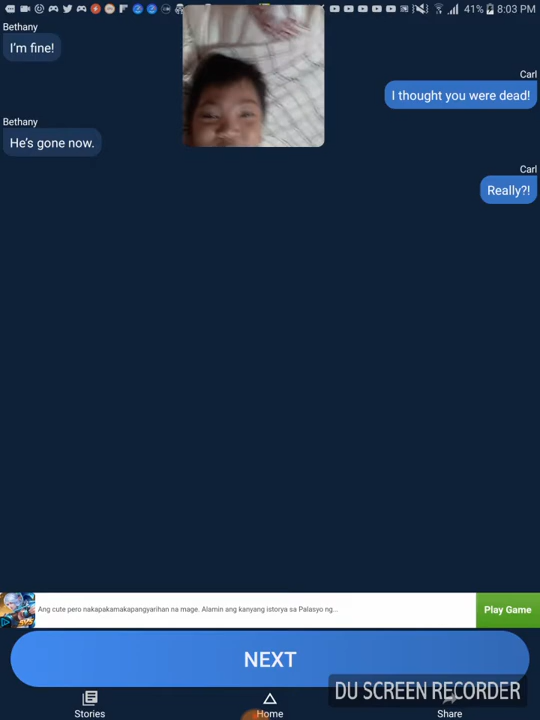 41% 8:03 PM
Bethany
I'm fine!
Carl
I thought you were dead!
Bethany
He's gone now.
Carl
Really?!
Ang cute pero nakapakamakapangyarihan na mage. Alamin ang kanyang istorya sa Palasyo ng...
Play Game
NEXT
DU SCREEN RECORDER
Stories
Home
Share